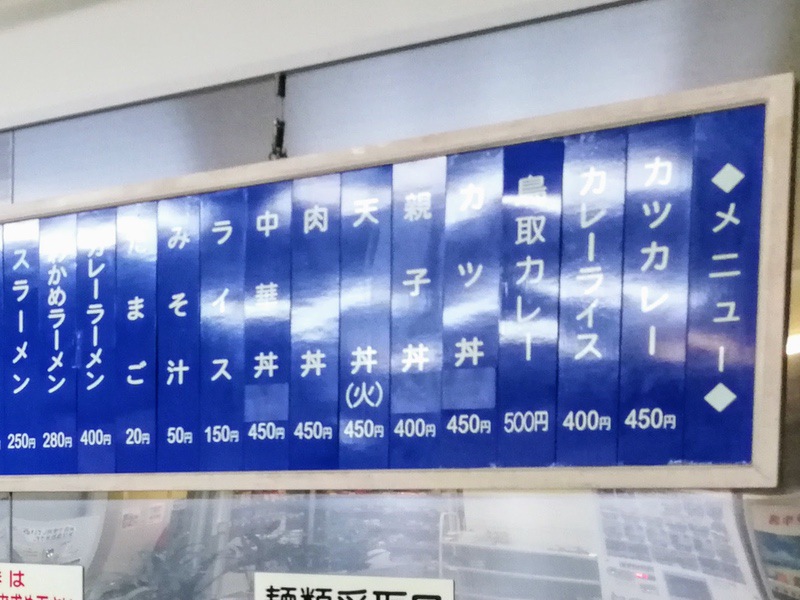 ◆メニュー◆
カツカレー 450円
カレーライス 400円
鳥取カレー 500円
カツ丼 450円
親子丼 400円
天丼(火) 450円
肉丼 450円
中華丼 450円
ライス 150円
みそ汁 50円
たまご 20円
カレーラーメン 400円
わかめラーメン 280円
スラーメン 250円
は